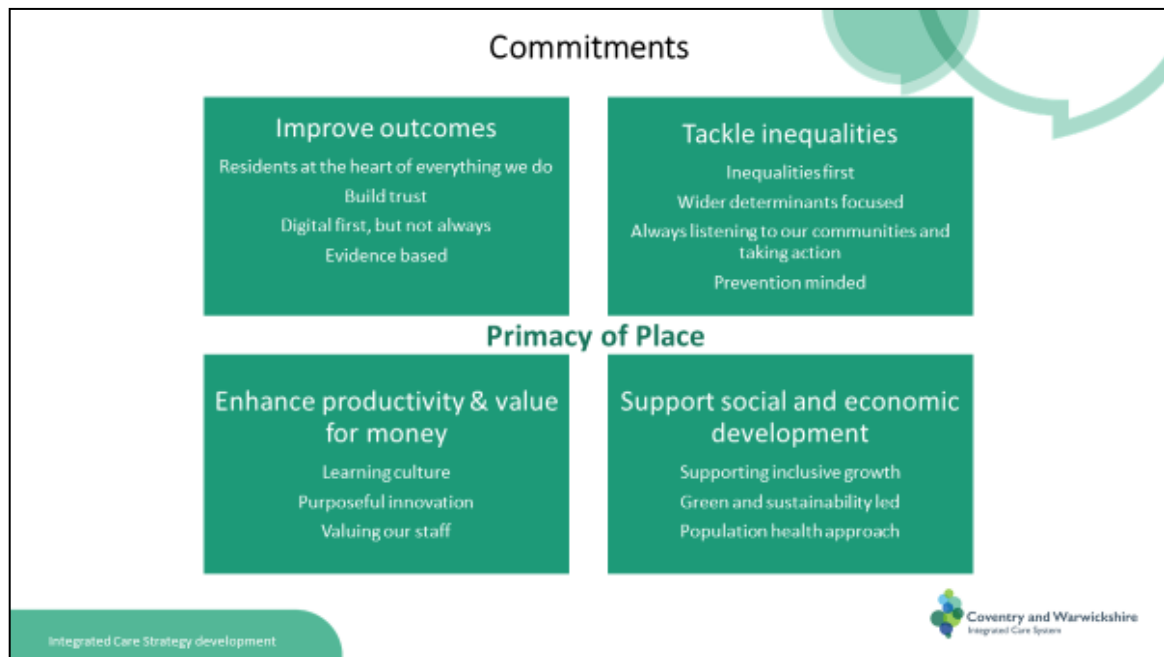 Commitments
Improve outcomes
Residents at the heart of everything we do
Build trust
Digital first, but not always
Evidence based
Tackle inequalities
Inequalities first
Wider determinants focused
Always listening to our communities and
taking action
Prevention minded
Primacy of Place
Enhance productivity & value
for money
Learning culture
Purposeful innovation
Valuing our staff
Support social and economic
development
Supporting inclusive growth
Green and sustainability led
Population health approach
Integrated Care Strategy development
Coventry and Warwickshire
Integrated Care System